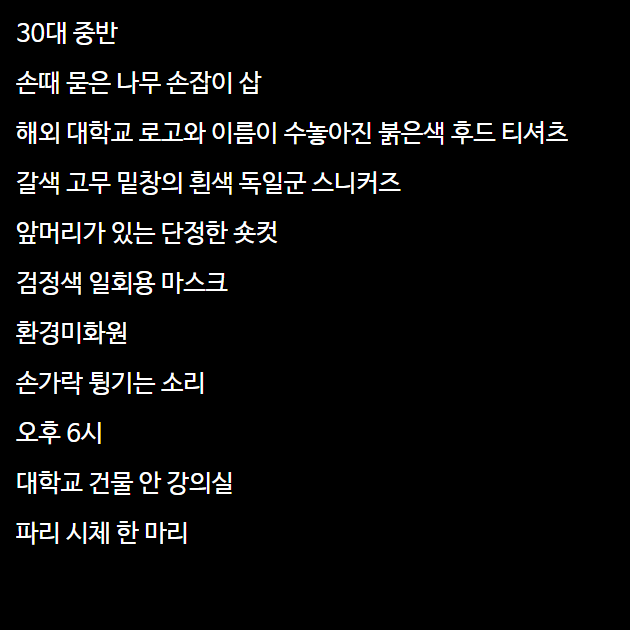 30대 중반
손때 묻은 나무 손잡이 삽
해외 대학교 로고와 이름이 수놓아진 붉은색 후드 티셔츠
갈색 고무 밑창의 흰색 독일군 스니커즈
앞머리가 있는 단정한 숏컷
검정색 일회용 마스크
환경미화원
손가락 튕기는 소리
오후 6시
대학교 건물 안 강의실
파리 시체 한 마리